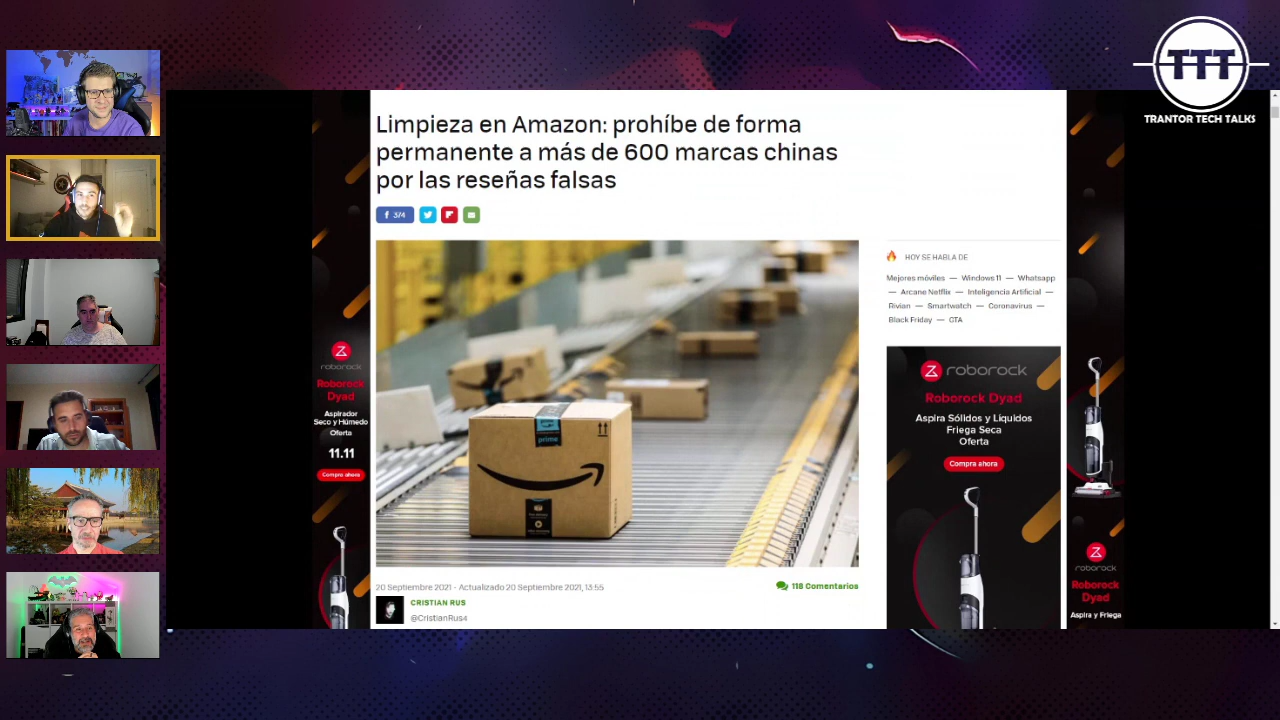 TTT
TRANTOR TECH TALKS
Limpieza en Amazon: prohíbe de forma
permanente a más de 600 marcas chinas
por las reseñas falsas
374
prime
20 Septiembre 2021 - Actualizado 20 Septiembre 2021, 13:55
118 Comentarios
CRISTIAN RUS
@CristianRus4
HOY SE HABLA DE
Mejores móviles — Windows 11 — Whatsapp
— Arcane Netflix — Inteligencia Artificial —
Rivian — Smartwatch — Coronavirus —
Black Friday — GTA
roborock
Roborock Dyad
Aspira Sólidos y Líquidos
Friega Seca
Oferta
Compra ahora
roborock
Roborock
Dyad
Aspirador
Seco y Húmedo
Oferta
11.11
Compra ahora
roborock
Roborock
Dyad
Aspira y Friega